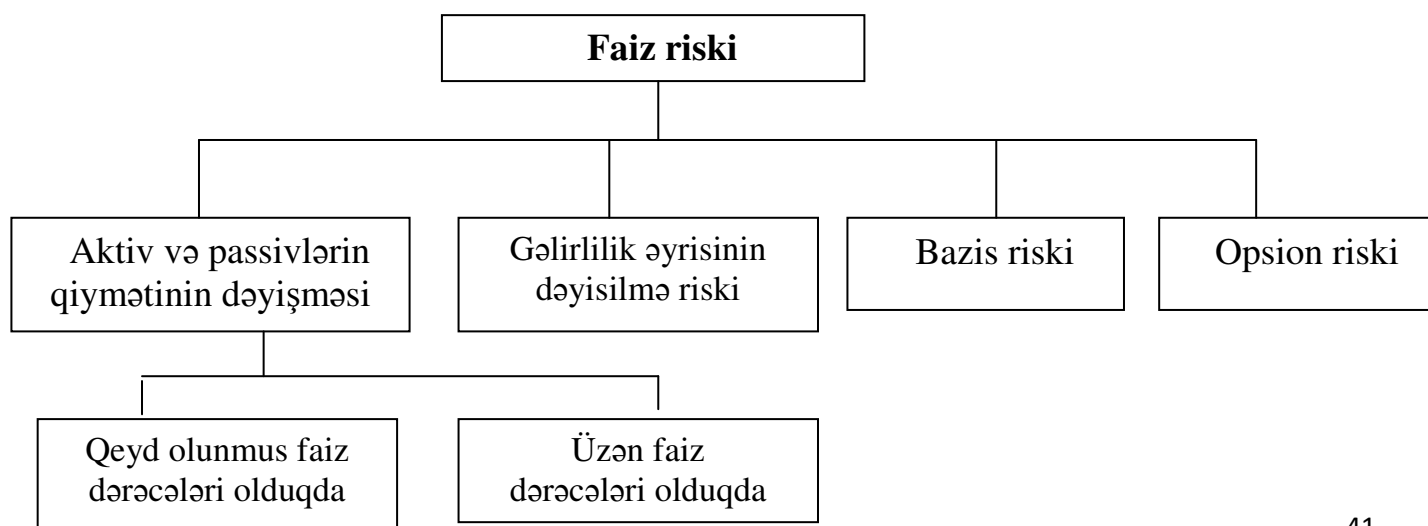 Faiz riski
Aktiv və passivlərin
qiymətinin dəyişməsi
Gəlirlilik əyrisinin
dəyisilmə riski
Bazis riski
Opsion riski
Qeyd olunmus faiz
dərəcələri olduqda
Üzən faiz
dərəcələri olduqda
41